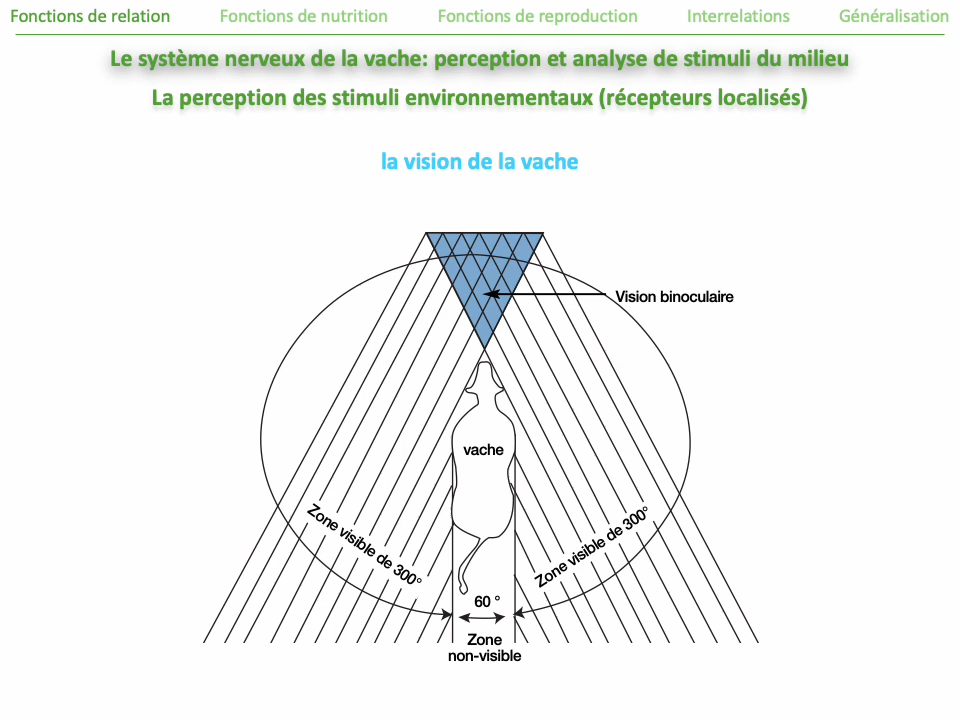 Fonctions de relation Fonctions de nutrition Fonctions de reproduction Interrelations Généralisation
Le système nerveux de la vache: perception et analyse de stimuli du milieu
La perception des stimuli environnementaux (récepteurs localisés)
la vision de la vache
Vision binoculaire
vache
Zone visible de 300°
Zone visible de 300°
60 °
Zone
non-visible